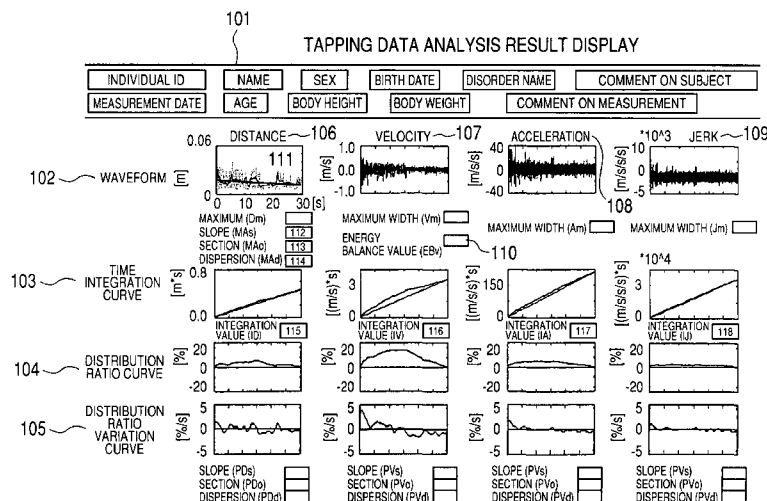 101
TAPPING DATA ANALYSIS RESULT DISPLAY
INDIVIDUAL ID NAME SEX BIRTH DATE DISORDER NAME COMMENT ON SUBJECT
MEASUREMENT DATE AGE BODY HEIGHT BODY WEIGHT COMMENT ON MEASUREMENT
DISTANCE 106 VELOCITY 107 ACCELERATION *10^3 JERK 109
102 WAVEFORM [m] 0.06 0 111 0 10 20 30 [s]
[m/s] 1.0 0.0 -1.0
[m/s/s] 40 0 -40 108
[m/s/s/s] 10 0 -5
MAXIMUM (Dm)
SLOPE (MAs) 112
SECTION (MAo) 113
DISPERSION (MAd) 114
MAXIMUM WIDTH (Vm)
ENERGY
BALANCE VALUE (EBv) 110
MAXIMUM WIDTH (Am)
MAXIMUM WIDTH (Jm)
103 TIME
INTEGRATION
CURVE
[m*s] 0.8 0.0
[(m/s)*s] 3 0
[(m/s/s)*s] 150 0
*10^4
[(m/s/s/s)*s] 3 0
INTEGRATION
VALUE (ID) 115
INTEGRATION
VALUE (IV) 116
INTEGRATION
VALUE (IA) 117
INTEGRATION
VALUE (IJ) 118
104 DISTRIBUTION
RATIO CURVE
[%] 20 0 -20
[%] 20 0 -20
[%] 20 0 -20
[%] 20 0 -20
105 DISTRIBUTION
RATIO
VARIATION
CURVE
[%/s] 5 0 -5
[%/s] 5 0 -5
[%/s] 5 0 -5
[%/s] 5 0 -5
SLOPE (PDs) SLOPE (PVs) SLOPE (PVs) SLOPE (PVs)
SECTION (PDo) SECTION (PVo) SECTION (PVo) SECTION (PVo)
DISPERSION (PDd) DISPERSION (PVd) DISPERSION (PVd) DISPERSION (PVd)